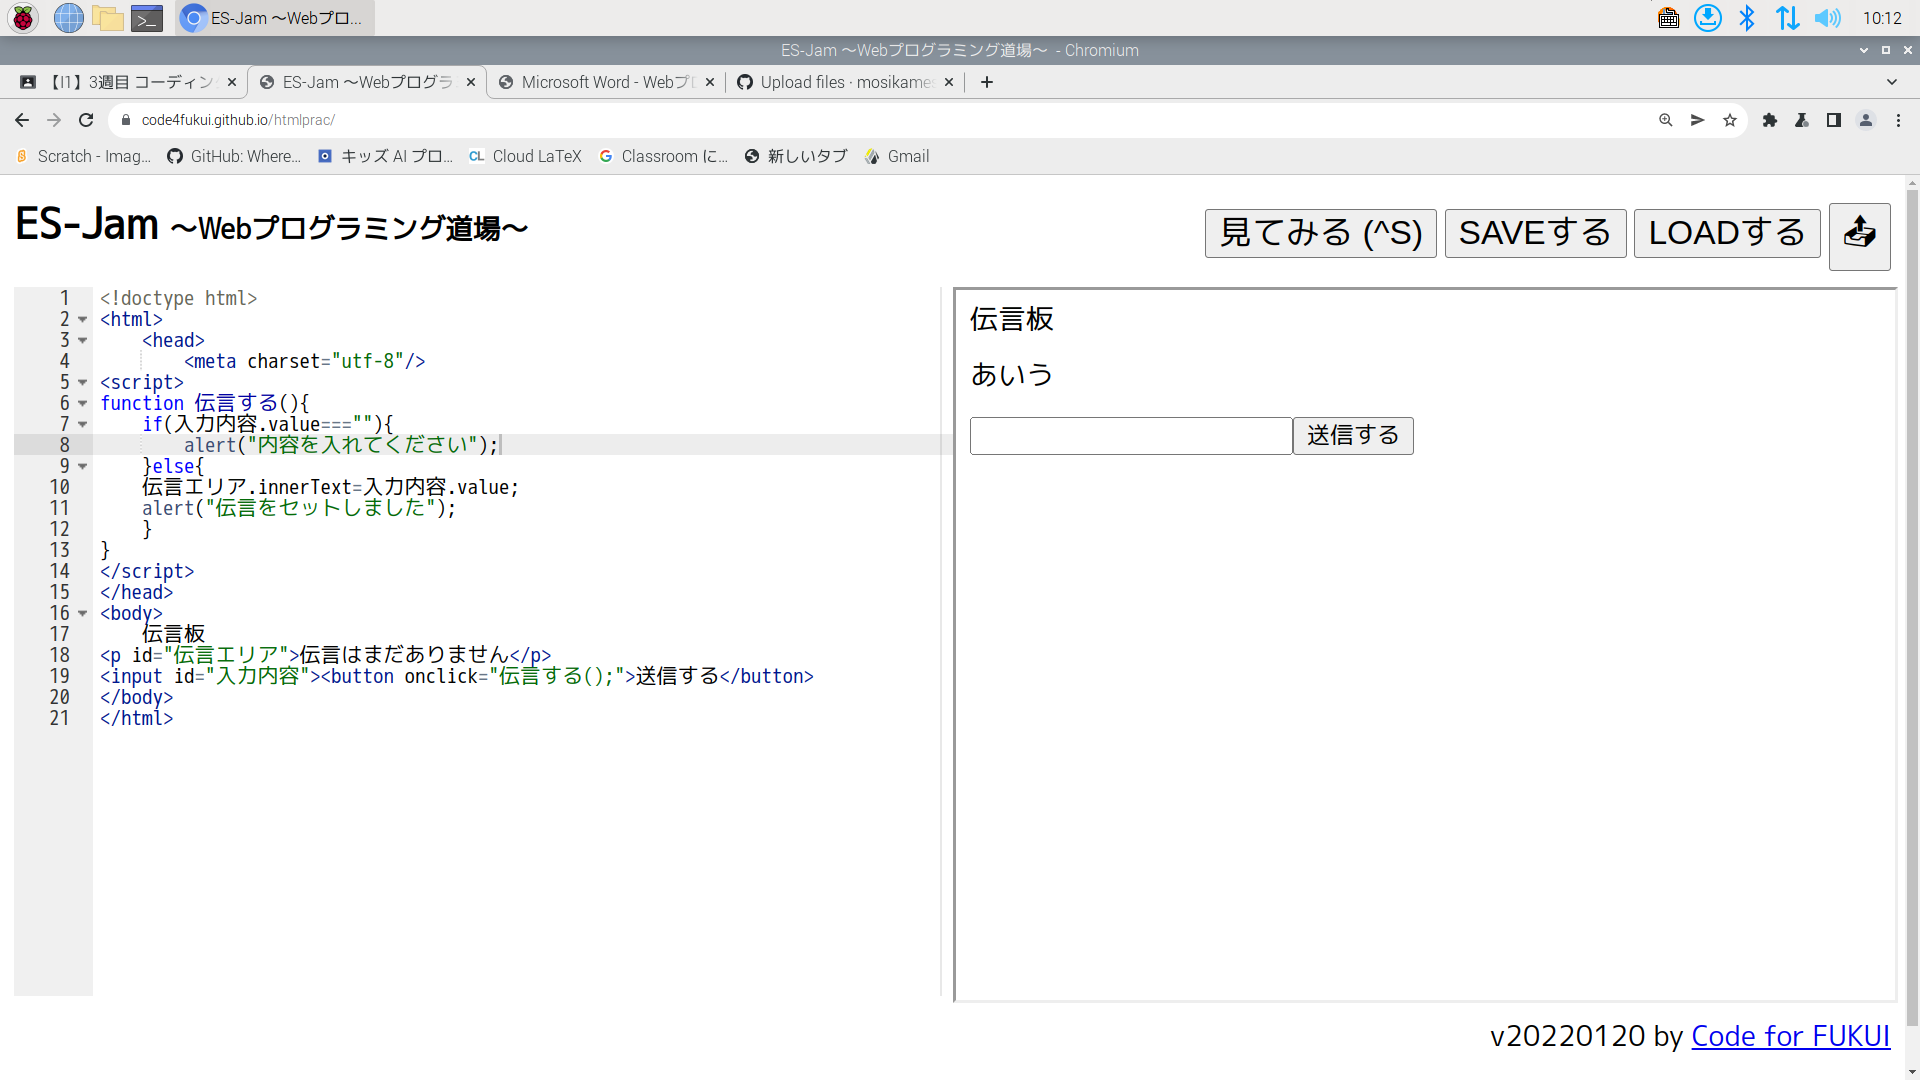 ES-Jam ～Webプロ...
10:12
ES-Jam ～Webプログラミング道場～ - Chromium
【I1】3週目 コーディン
ES-Jam ～Webプログラ
Microsoft Word - Webプロ
Upload files · mosikame
code4fukui.github.io/htmlprac/
Scratch - Imag...
GitHub: Where...
キッズ AI プロ...
Cloud LaTeX
Classroom に...
新しいタブ
Gmail
ES-Jam ～Webプログラミング道場～
見てみる (^S)
SAVEする
LOADする
1 <!doctype html>
2 <html>
3 <head>
4 <meta charset="utf-8"/>
5 <script>
6 function 伝言する(){
7 if(入力内容.value===""){
8 alert("内容を入れてください");
9 }else{
10 伝言エリア.innerText=入力内容.value;
11 alert("伝言をセットしました");
12 }
13 }
14 </script>
15 </head>
16 <body>
17 伝言板
18 <p id="伝言エリア">伝言はまだありません</p>
19 <input id="入力内容"><button onclick="伝言する();">送信する</button>
20 </body>
21 </html>
伝言板
あいう
送信する
v20220120 by Code for FUKUI